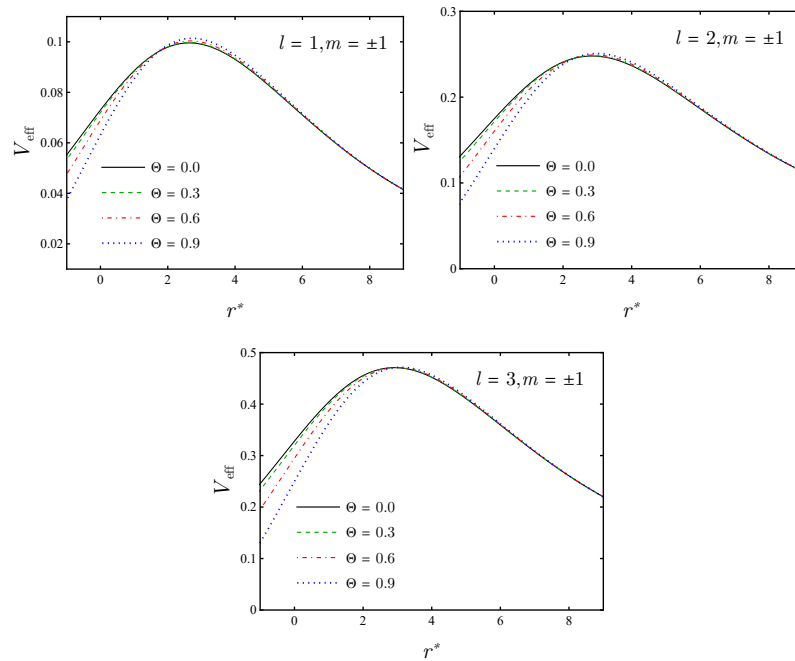 l = 1, m = ±1
0.1
0.08
0.06
0.04
0.02
V_eff
Θ = 0.0
Θ = 0.3
Θ = 0.6
Θ = 0.9
0 2 4 6 8
r*
l = 2, m = ±1
0.3
0.2
0.1
0
V_eff
Θ = 0.0
Θ = 0.3
Θ = 0.6
Θ = 0.9
0 2 4 6 8
r*
l = 3, m = ±1
0.5
0.4
0.3
0.2
0.1
0
V_eff
Θ = 0.0
Θ = 0.3
Θ = 0.6
Θ = 0.9
0 2 4 6 8
r*